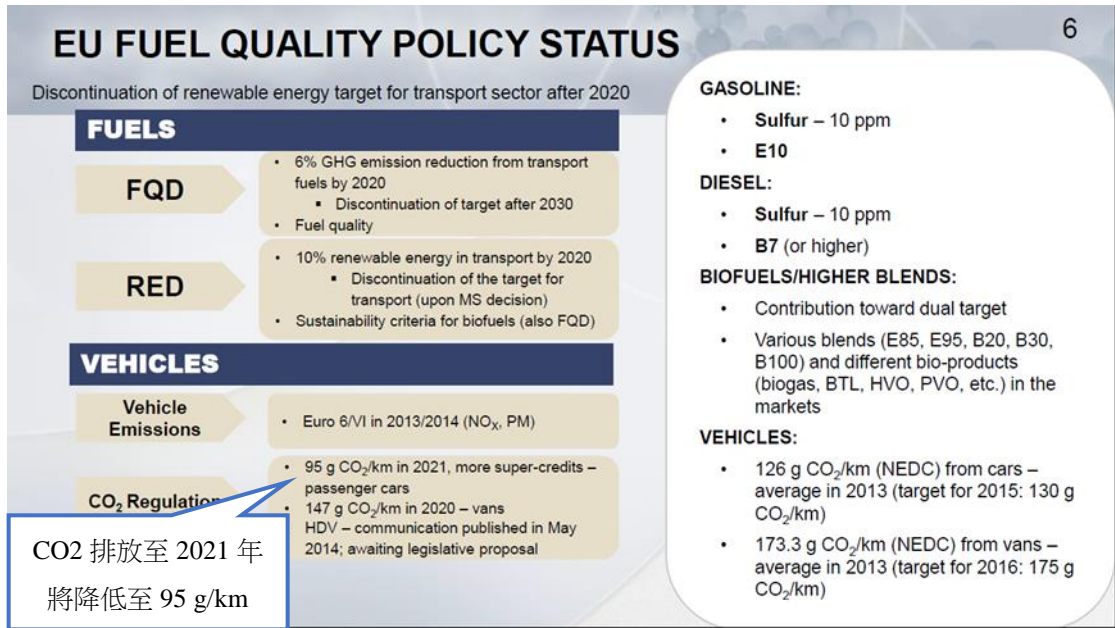 6
EU FUEL QUALITY POLICY STATUS
Discontinuation of renewable energy target for transport sector after 2020
FUELS
FQD
• 6% GHG emission reduction from transport
fuels by 2020
▪ Discontinuation of target after 2030
• Fuel quality
RED
• 10% renewable energy in transport by 2020
▪ Discontinuation of the target for
transport (upon MS decision)
• Sustainability criteria for biofuels (also FQD)
VEHICLES
Vehicle
Emissions
• Euro 6/VI in 2013/2014 (NOX, PM)
CO2 Regulation
• 95 g CO2/km in 2021, more super-credits –
passenger cars
• 147 g CO2/km in 2020 – vans
HDV – communication published in May
2014; awaiting legislative proposal
CO2 排放至 2021 年
將降低至 95 g/km
GASOLINE:
• Sulfur – 10 ppm
• E10
DIESEL:
• Sulfur – 10 ppm
• B7 (or higher)
BIOFUELS/HIGHER BLENDS:
• Contribution toward dual target
• Various blends (E85, E95, B20, B30,
B100) and different bio-products
(biogas, BTL, HVO, PVO, etc.) in the
markets
VEHICLES:
• 126 g CO2/km (NEDC) from cars –
average in 2013 (target for 2015: 130 g
CO2/km)
• 173.3 g CO2/km (NEDC) from vans –
average in 2013 (target for 2016: 175 g
CO2/km)